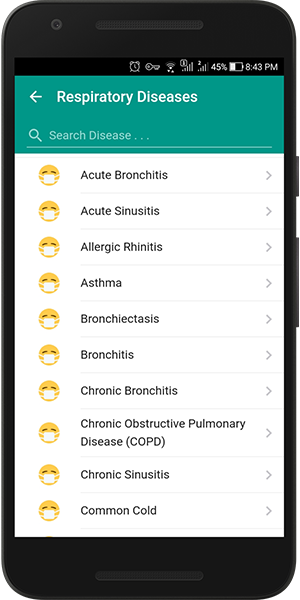 45% 8:43 PM
Respiratory Diseases
Search Disease . . .
Acute Bronchitis
Acute Sinusitis
Allergic Rhinitis
Asthma
Bronchiectasis
Bronchitis
Chronic Bronchitis
Chronic Obstructive Pulmonary
Disease (COPD)
Chronic Sinusitis
Common Cold